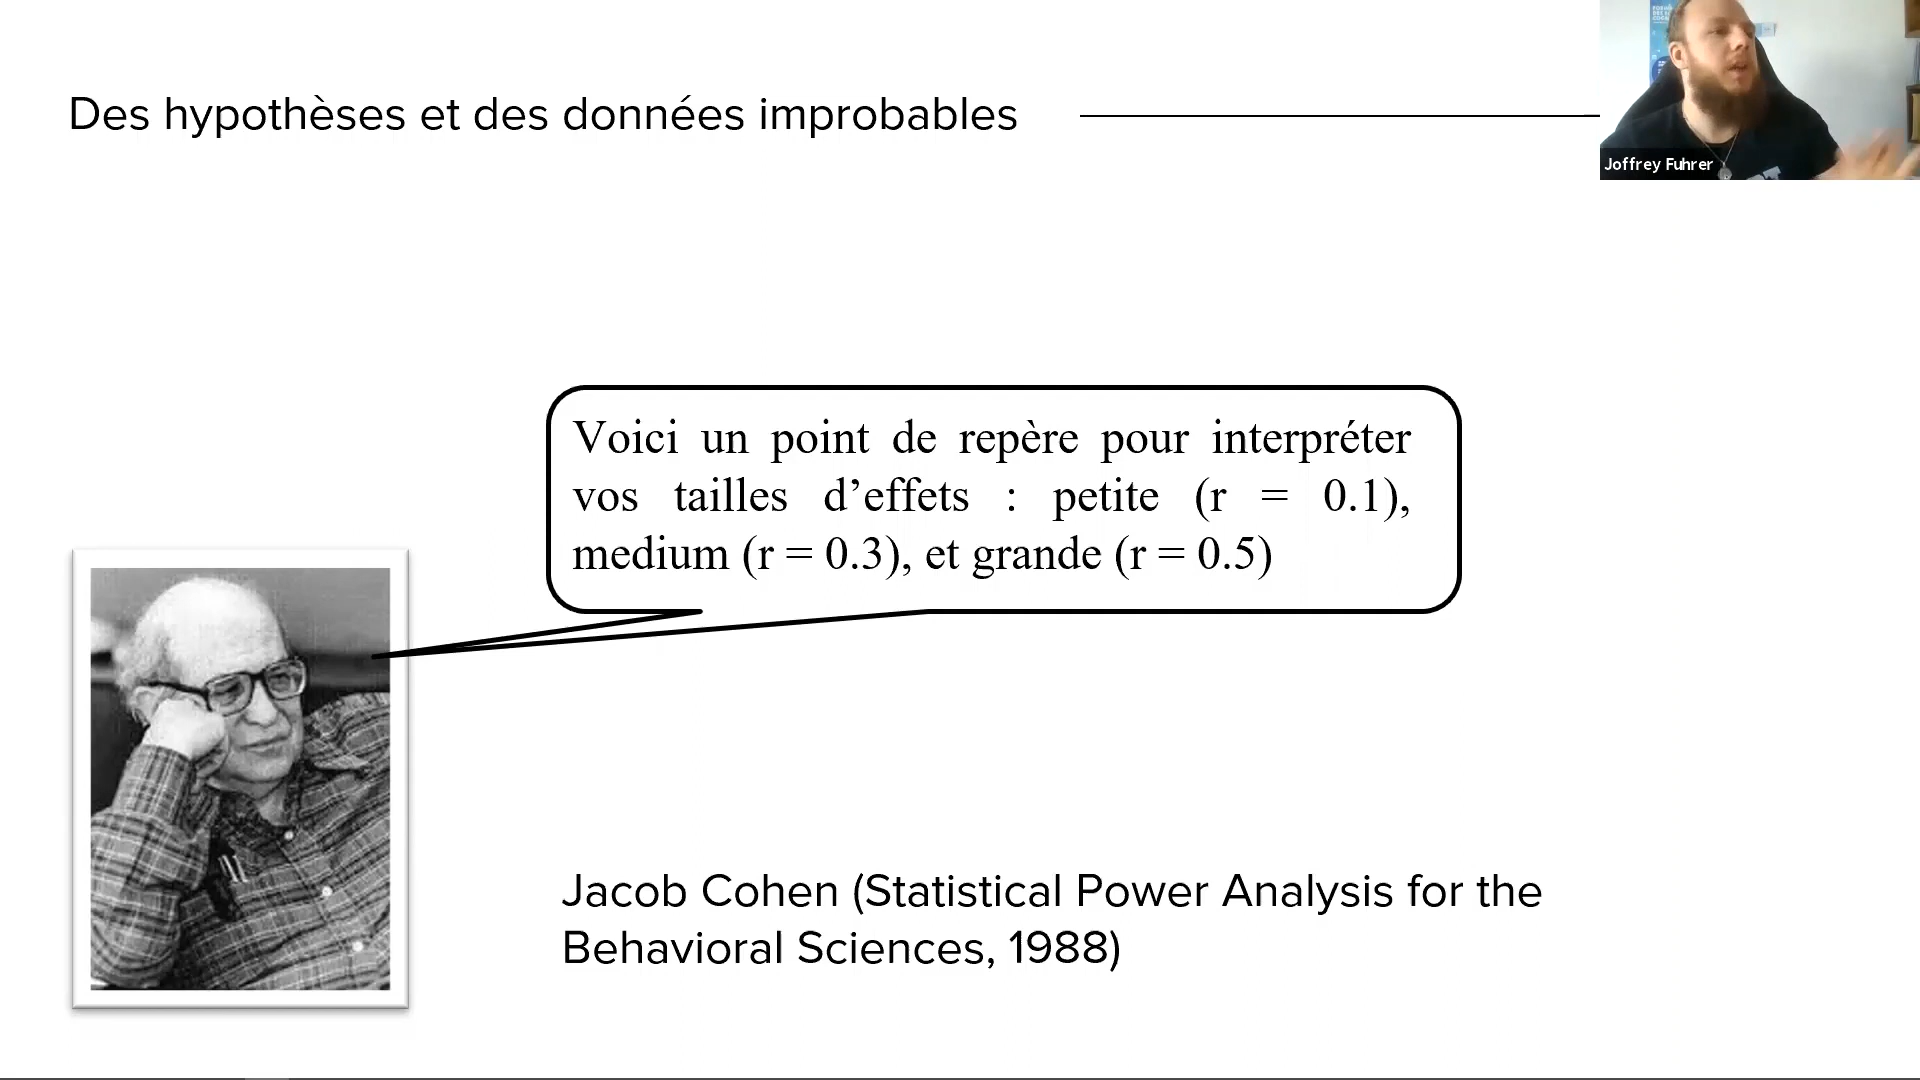 Des hypothèses et des données improbables
Joffrey Fuhrer
Voici un point de repère pour interpréter
vos tailles d’effets : petite (r = 0.1),
medium (r = 0.3), et grande (r = 0.5)
Jacob Cohen (Statistical Power Analysis for the
Behavioral Sciences, 1988)